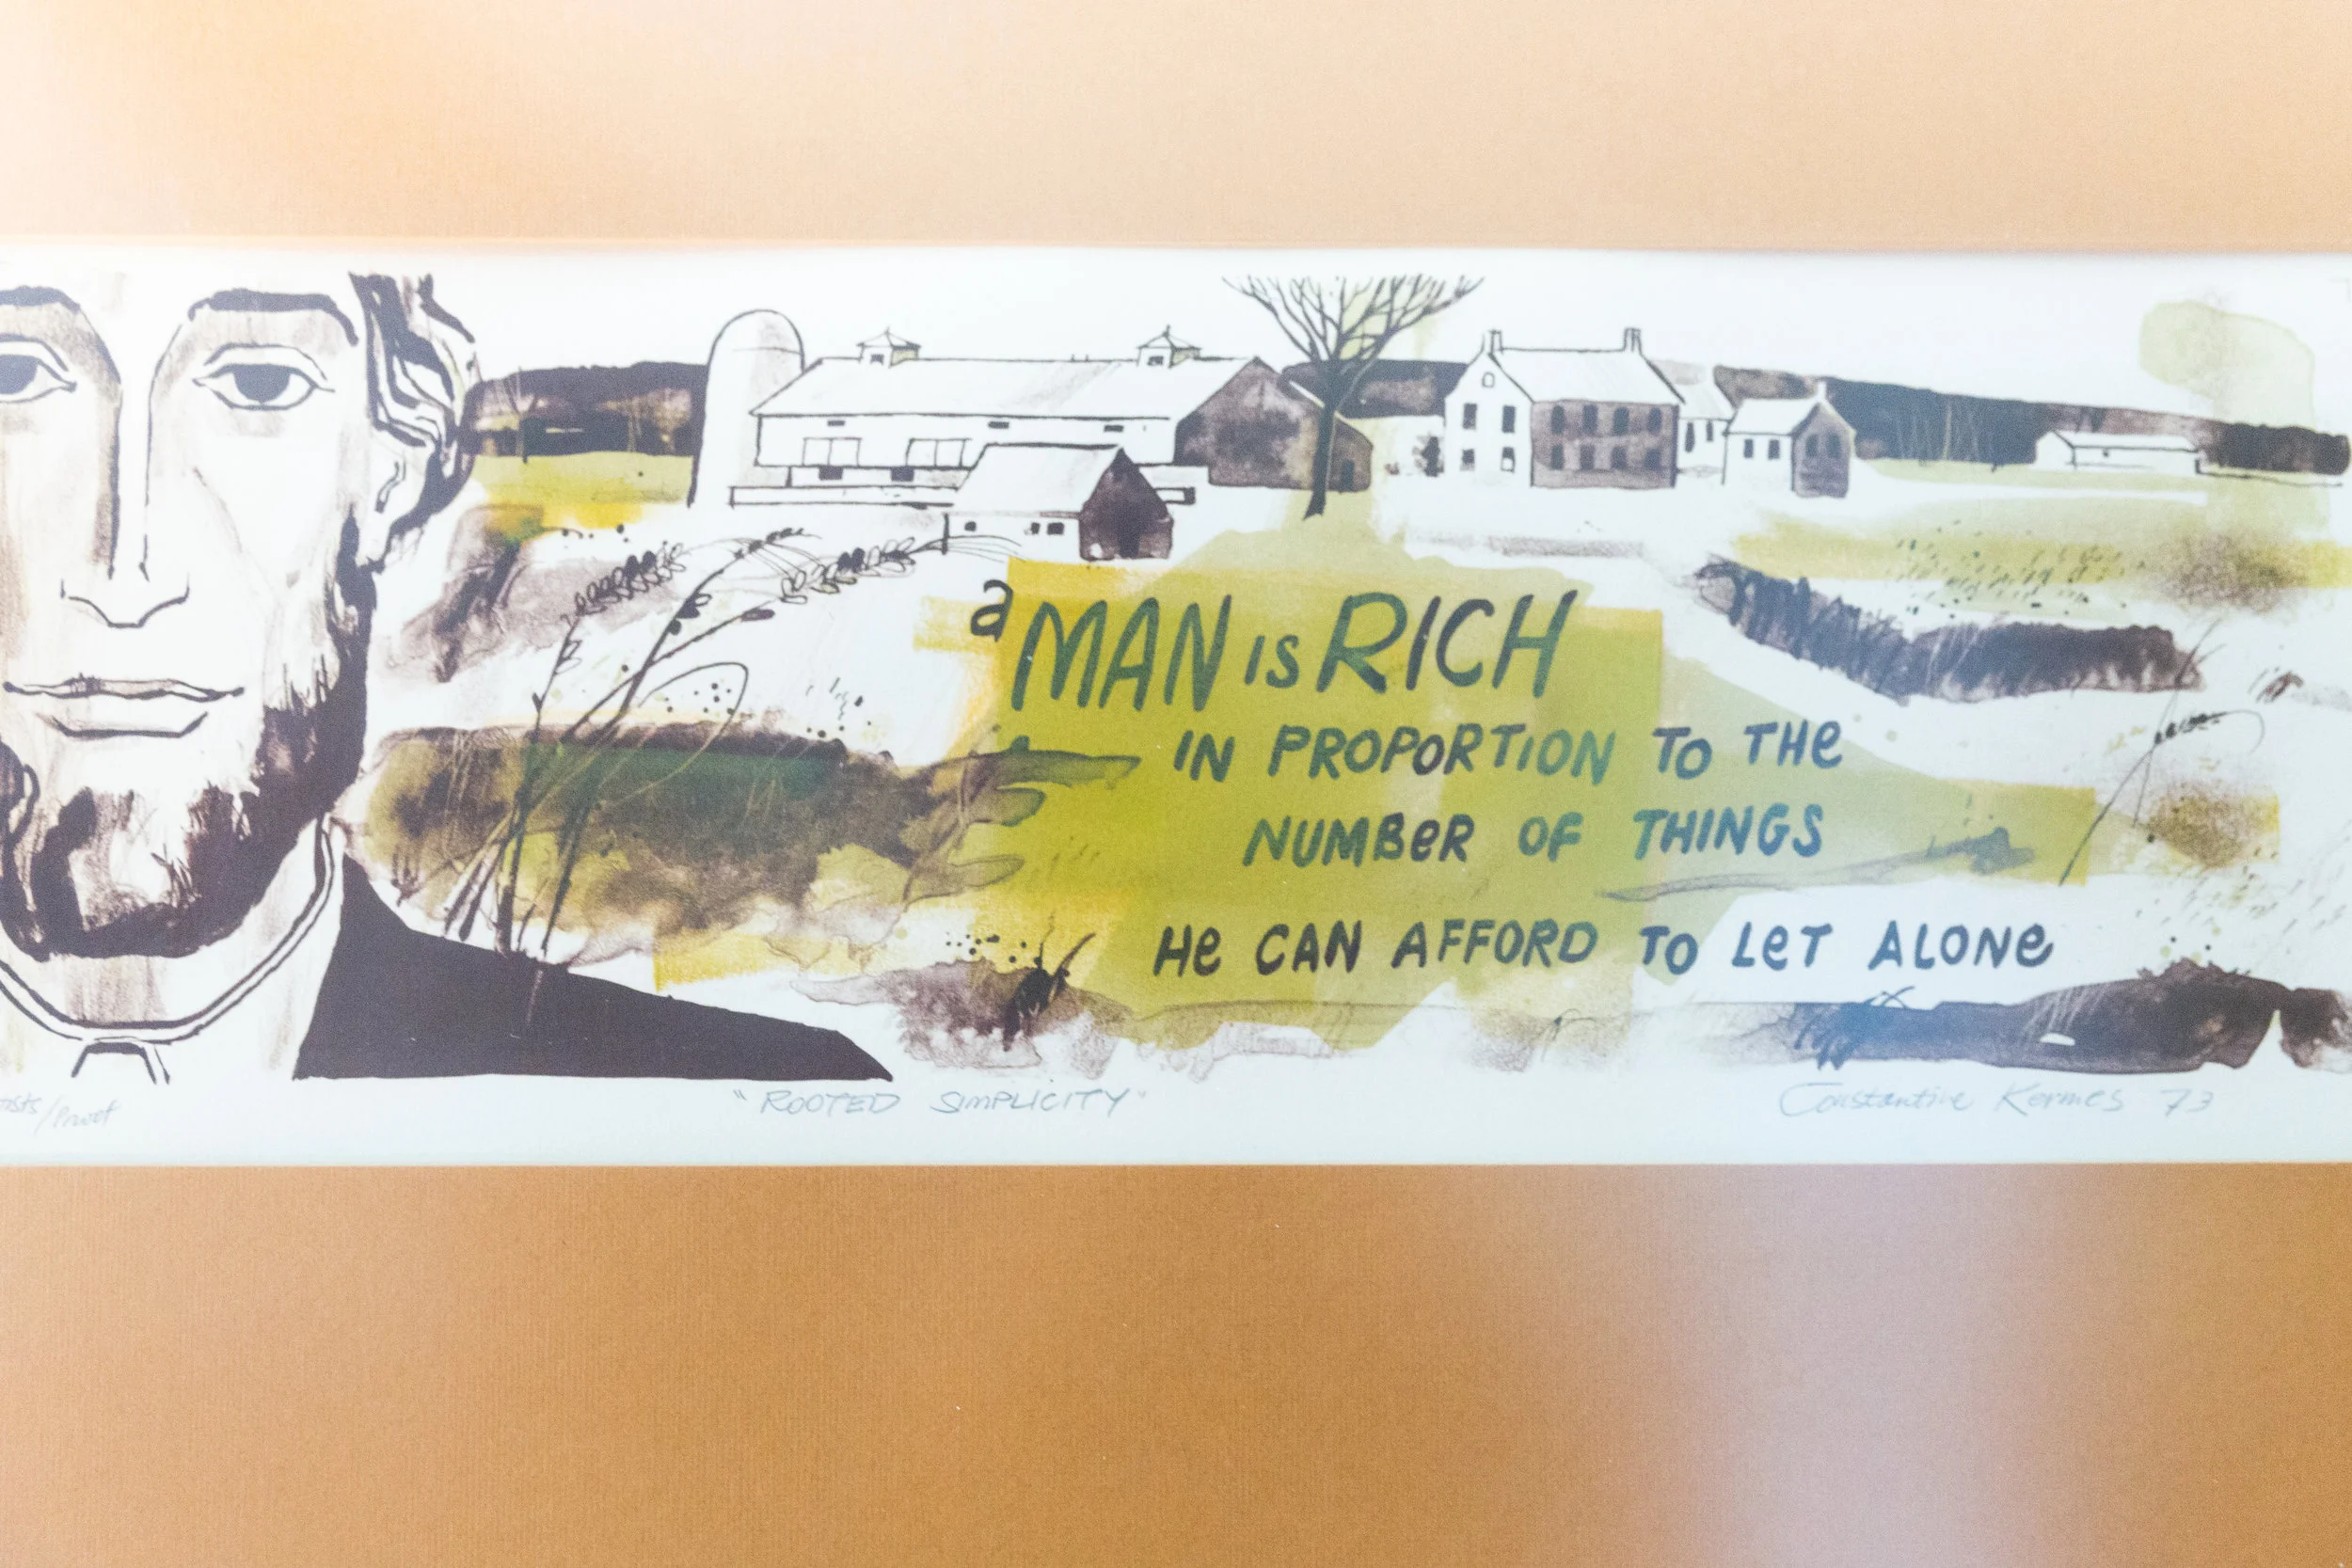 a MAN IS RICH
IN PROPORTION TO THE
NUMBER OF THINGS
HE CAN AFFORD TO LET ALONE
"ROOTED SIMPLICITY"
Constantine Kermes 73